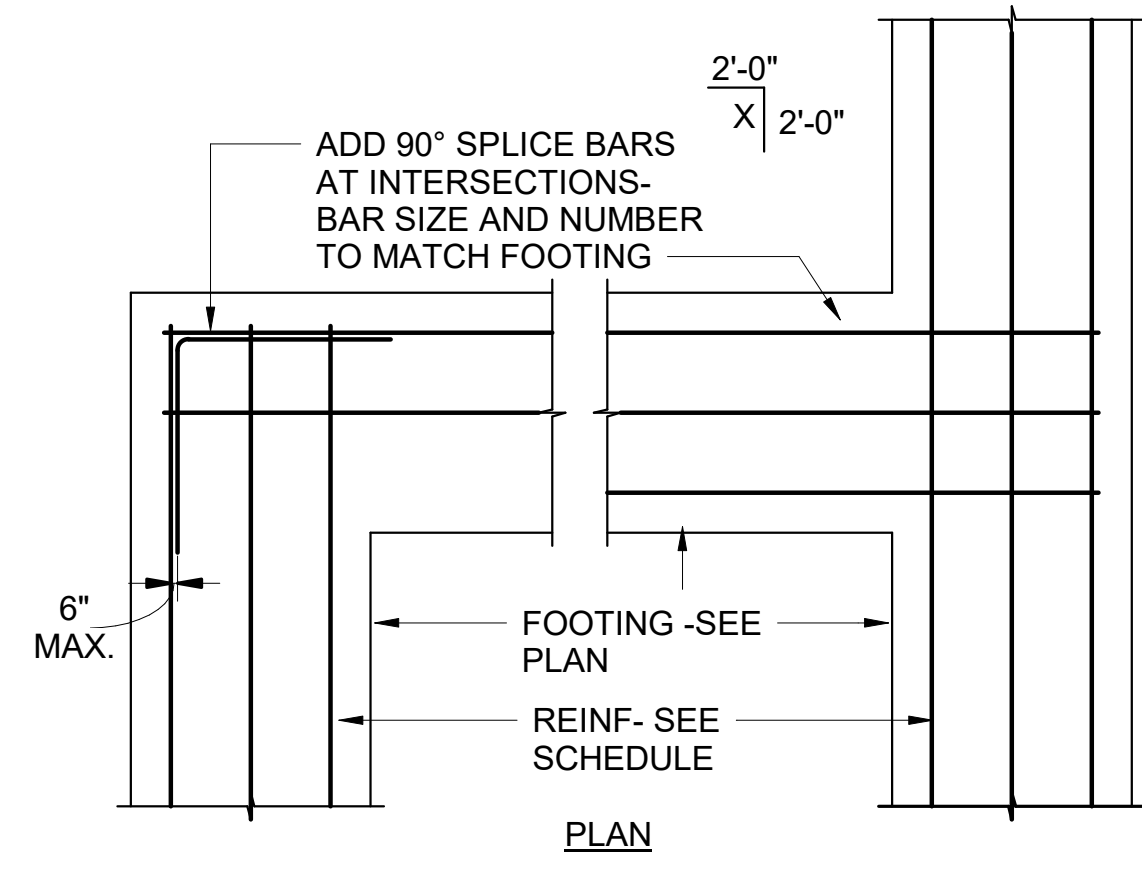 2'-0"
X 2'-0"
ADD 90° SPLICE BARS
AT INTERSECTIONS-
BAR SIZE AND NUMBER
TO MATCH FOOTING
6"
MAX.
FOOTING -SEE
PLAN
REINF- SEE
SCHEDULE
PLAN